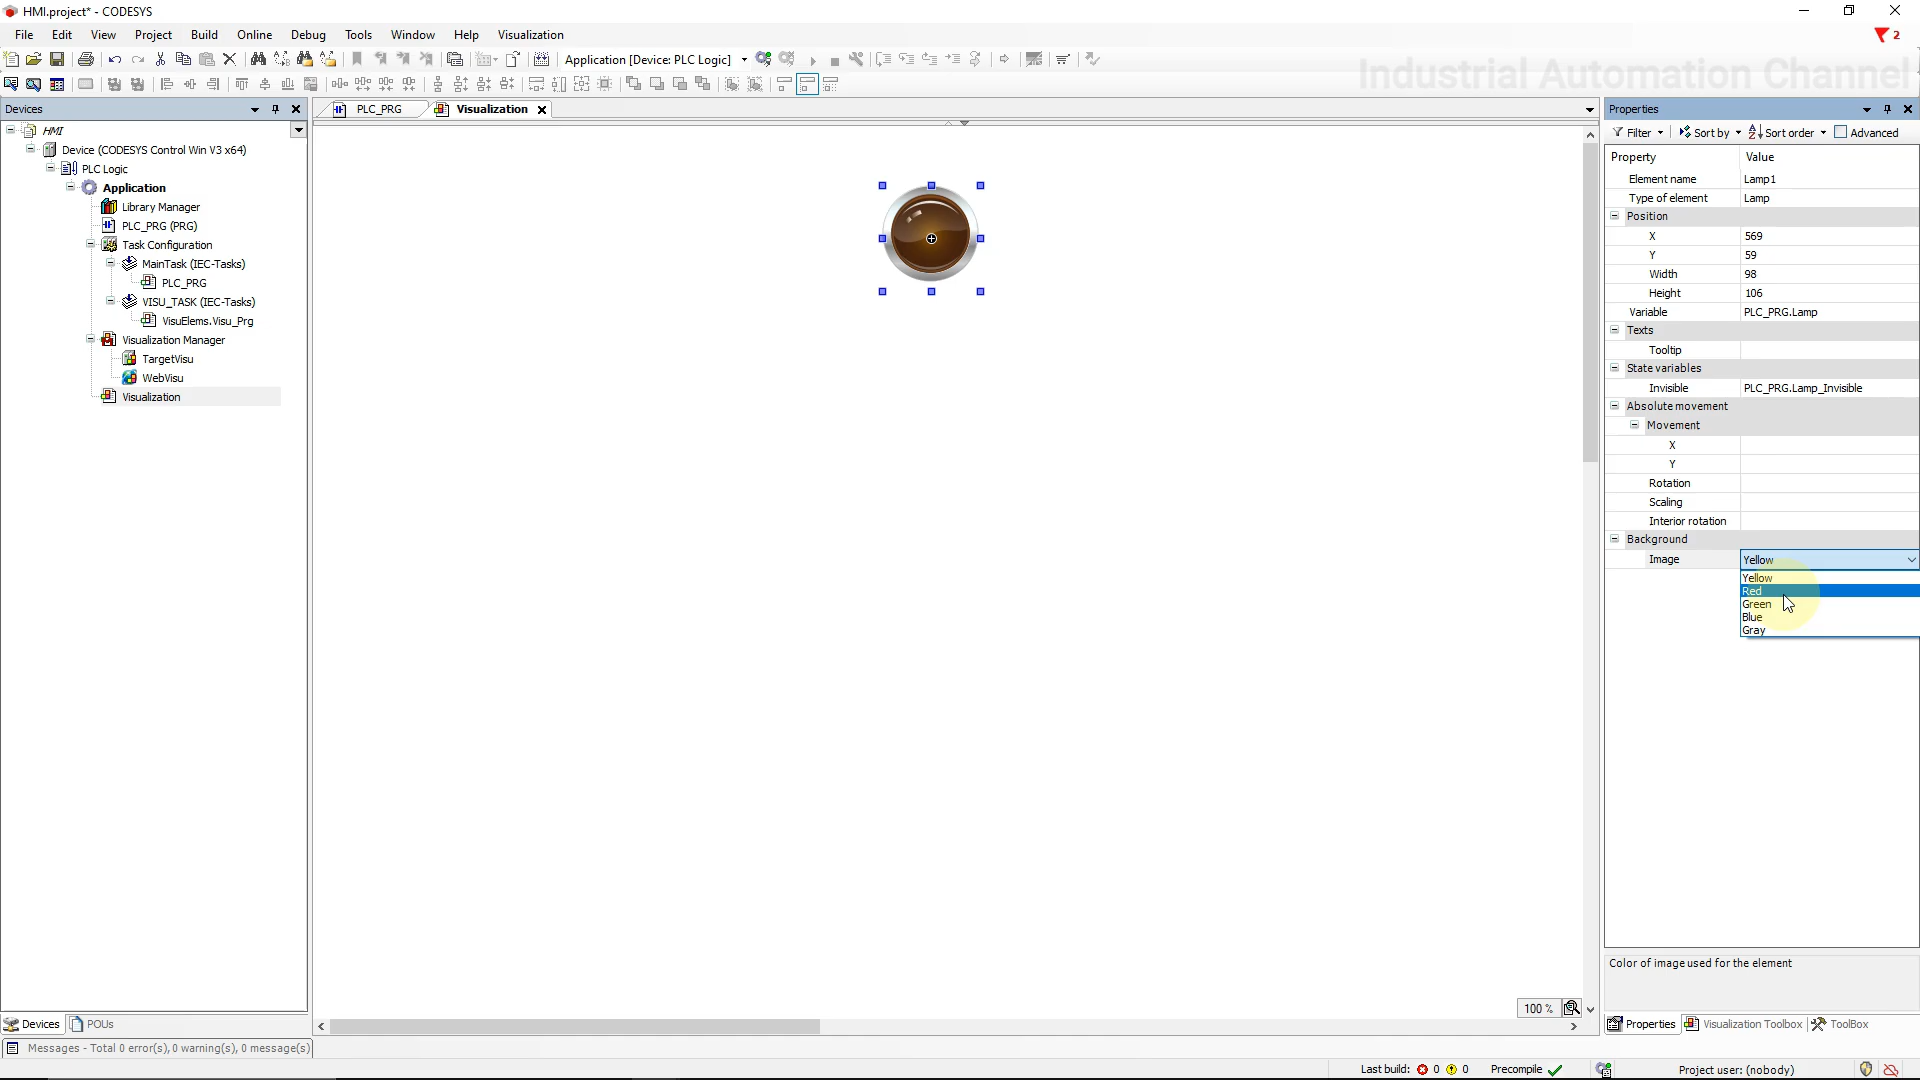 HMI.project* - CODESYS
File Edit View Project Build Online Debug Tools Window Help Visualization
2
Application [Device: PLC Logic]
Industrial Automation Channel
Devices
HMI
Device (CODESYS Control Win V3 x64)
PLC Logic
Application
Library Manager
PLC_PRG (PRG)
Task Configuration
MainTask (IEC-Tasks)
PLC_PRG
VISU_TASK (IEC-Tasks)
VisuElems.Visu_Prg
Visualization Manager
TargetVisu
WebVisu
Visualization
Devices POUs
PLC_PRG Visualization
100 %
Properties
Filter Sort by Sort order Advanced
Property Value
Element name Lamp1
Type of element Lamp
Position
X 569
Y 59
Width 98
Height 106
Variable PLC_PRG.Lamp
Texts
Tooltip
State variables
Invisible PLC_PRG.Lamp_Invisible
Absolute movement
Movement
X
Y
Rotation
Scaling
Interior rotation
Background
Image Yellow
Yellow
Red
Green
Blue
Gray
Color of image used for the element
Properties Visualization Toolbox ToolBox
Messages - Total 0 error(s), 0 warning(s), 0 message(s)
Last build: 0 0 Precompile Project user: (nobody)